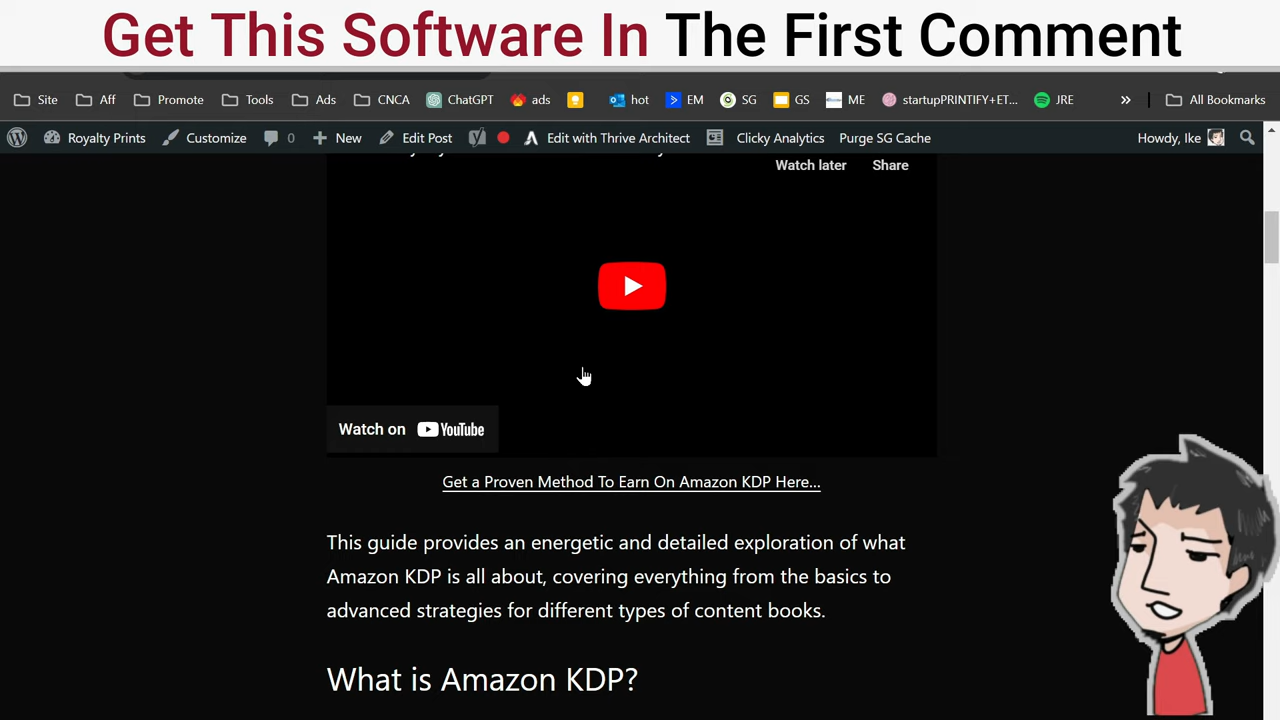 Get This Software In The First Comment
Site Aff Promote Tools Ads CNCA ChatGPT ads hot EM SG GS ME startupPRINTIFY+ET... JRE » All Bookmarks
Royalty Prints Customize 0 New Edit Post Edit with Thrive Architect Clicky Analytics Purge SG Cache Howdy, Ike
Watch later Share
Watch on YouTube
Get a Proven Method To Earn On Amazon KDP Here...
This guide provides an energetic and detailed exploration of what
Amazon KDP is all about, covering everything from the basics to
advanced strategies for different types of content books.
What is Amazon KDP?